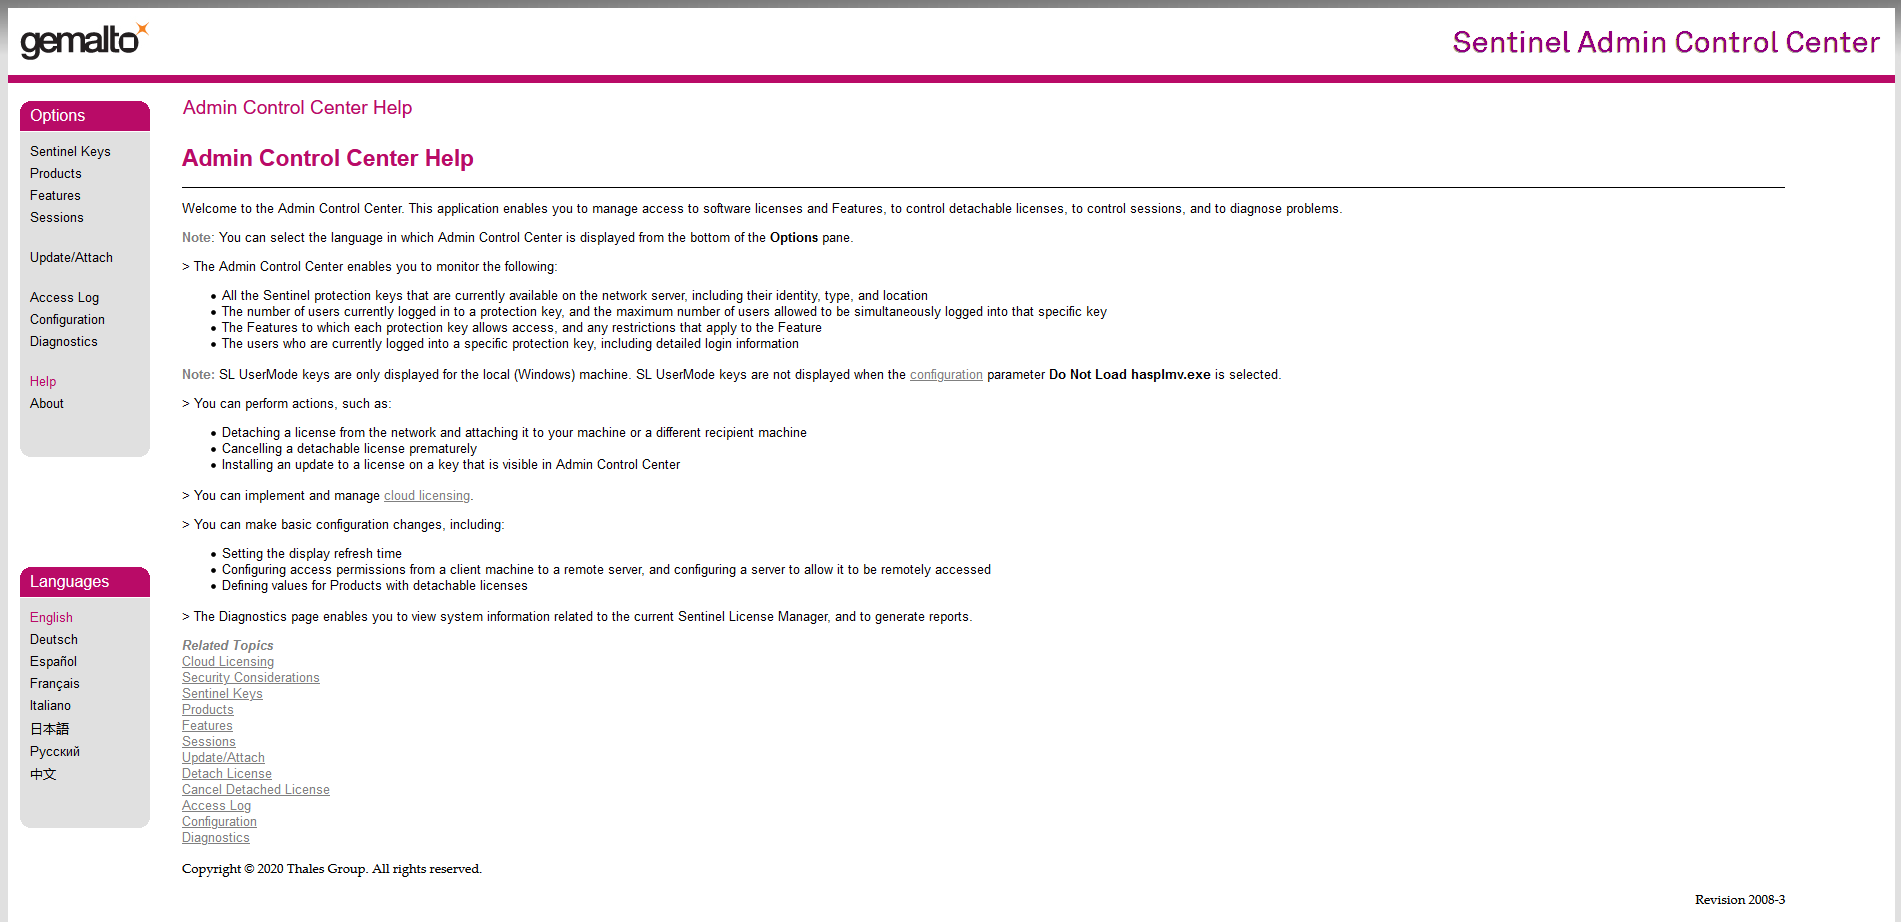 gemalto
Sentinel Admin Control Center
Options
Sentinel Keys
Products
Features
Sessions
Update/Attach
Access Log
Configuration
Diagnostics
Help
About
Languages
English
Deutsch
Español
Français
Italiano
日本語
Русский
中文
Admin Control Center Help
Admin Control Center Help
Welcome to the Admin Control Center. This application enables you to manage access to software licenses and Features, to control detachable licenses, to control sessions, and to diagnose problems.
Note: You can select the language in which Admin Control Center is displayed from the bottom of the Options pane.
> The Admin Control Center enables you to monitor the following:
• All the Sentinel protection keys that are currently available on the network server, including their identity, type, and location
• The number of users currently logged in to a protection key, and the maximum number of users allowed to be simultaneously logged into that specific key
• The Features to which each protection key allows access, and any restrictions that apply to the Feature
• The users who are currently logged into a specific protection key, including detailed login information
Note: SL UserMode keys are only displayed for the local (Windows) machine. SL UserMode keys are not displayed when the configuration parameter Do Not Load hasplmv.exe is selected.
> You can perform actions, such as:
• Detaching a license from the network and attaching it to your machine or a different recipient machine
• Cancelling a detachable license prematurely
• Installing an update to a license on a key that is visible in Admin Control Center
> You can implement and manage cloud licensing.
> You can make basic configuration changes, including:
• Setting the display refresh time
• Configuring access permissions from a client machine to a remote server, and configuring a server to allow it to be remotely accessed
• Defining values for Products with detachable licenses
> The Diagnostics page enables you to view system information related to the current Sentinel License Manager, and to generate reports.
Related Topics
Cloud Licensing
Security Considerations
Sentinel Keys
Products
Features
Sessions
Update/Attach
Detach License
Cancel Detached License
Access Log
Configuration
Diagnostics
Copyright © 2020 Thales Group. All rights reserved.
Revision 2008-3